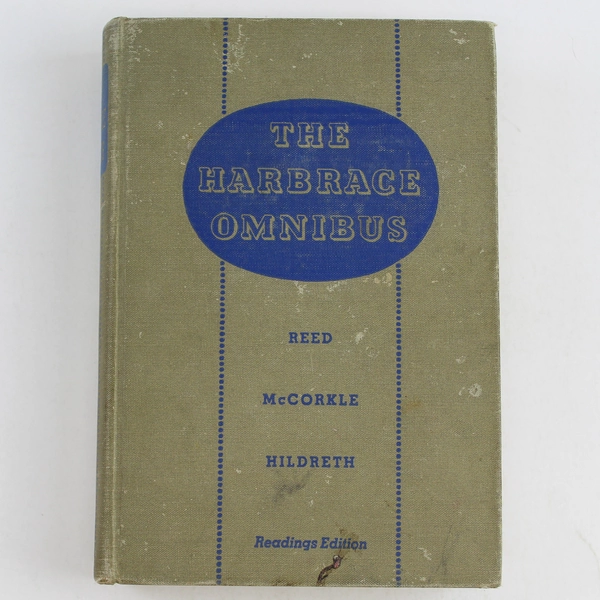 THE
HARBRACE
OMNIBUS
REED
McCORKLE
HILDRETH
Readings Edition